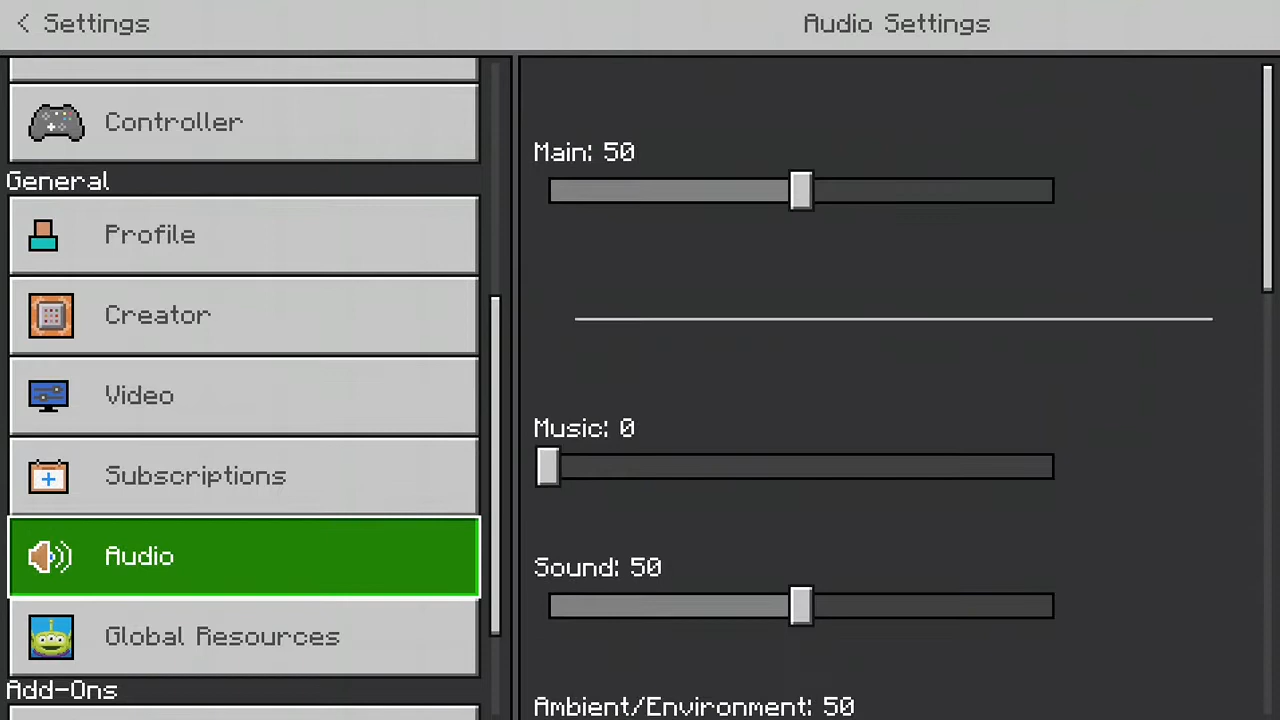 < Settings
Audio Settings
Controller
General
Profile
Creator
Video
Subscriptions
Audio
Global Resources
Add-Ons
Main: 50
Music: 0
Sound: 50
Ambient/Environment: 50